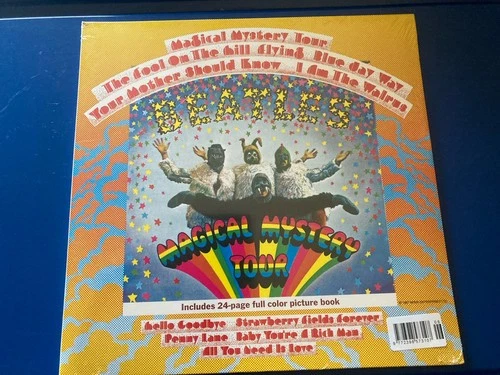 Magical Mystery Tour
The Fool On The Hill Flying Blue Jay Way
Your Mother Should Know I Am The Walrus
BEATLES
MAGICAL MYSTERY
TOUR
Includes 24-page full color picture book
Hello Goodbye Strawberry Fields Forever
Penny Lane Baby You're A Rich Man
All You Need Is Love